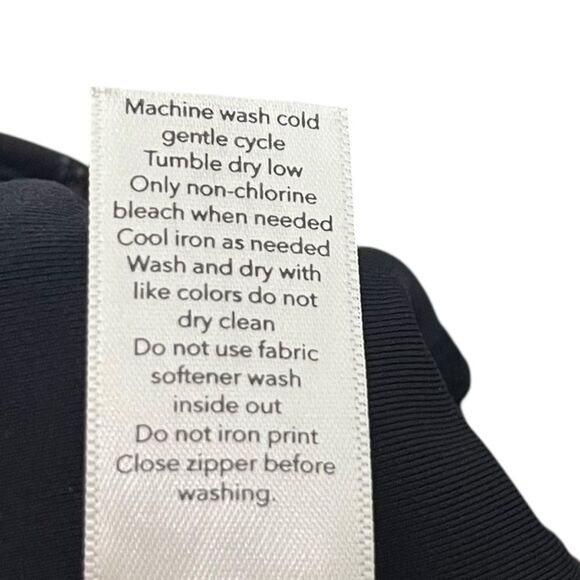 Machine wash cold
gentle cycle
Tumble dry low
Only non-chlorine
bleach when needed
Cool iron as needed
Wash and dry with
like colors do not
dry clean
Do not use fabric
softener wash
inside out
Do not iron print
Close zipper before
washing.